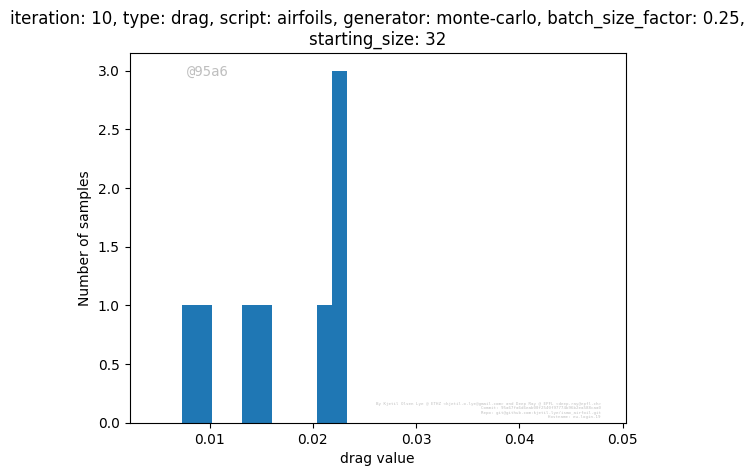 iteration: 10, type: drag, script: airfoils, generator: monte-carlo, batch_size_factor: 0.25,
starting_size: 32
@95a6
3.0
2.5
2.0
1.5
1.0
0.5
0.0
Number of samples
0.01
0.02
0.03
0.04
0.05
drag value